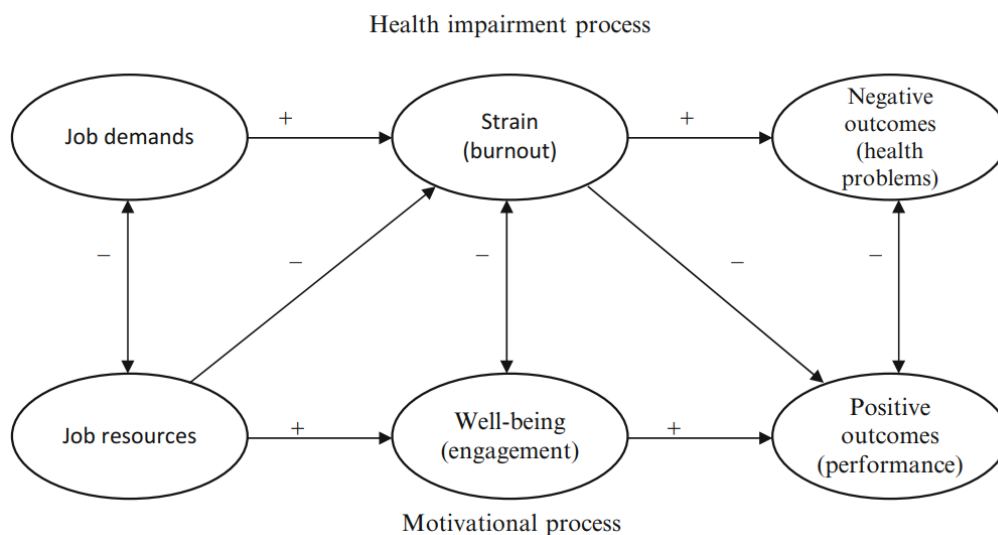 Health impairment process
Job demands
+
Strain
(burnout)
+
Negative
outcomes
(health
problems)
−
−
−
−
−
Job resources
+
Well-being
(engagement)
+
Positive
outcomes
(performance)
Motivational process